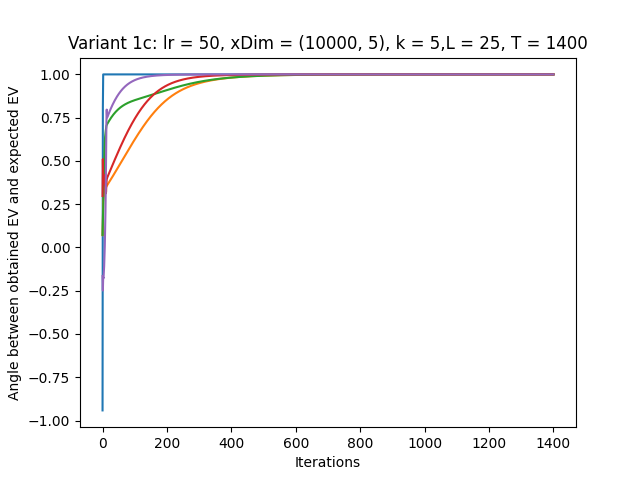 Variant 1c: lr = 50, xDim = (10000, 5), k = 5,L = 25, T = 1400
Angle between obtained EV and expected EV
1.00
0.75
0.50
0.25
0.00
−0.25
−0.50
−0.75
−1.00
0 200 400 600 800 1000 1200 1400
Iterations